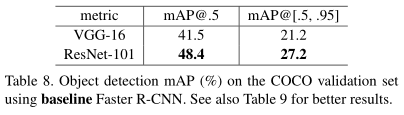 metric mAP@.5 mAP@[.5, .95]
VGG-16 41.5 21.2
ResNet-101 48.4 27.2
Table 8. Object detection mAP (%) on the COCO validation set
using baseline Faster R-CNN. See also Table 9 for better results.